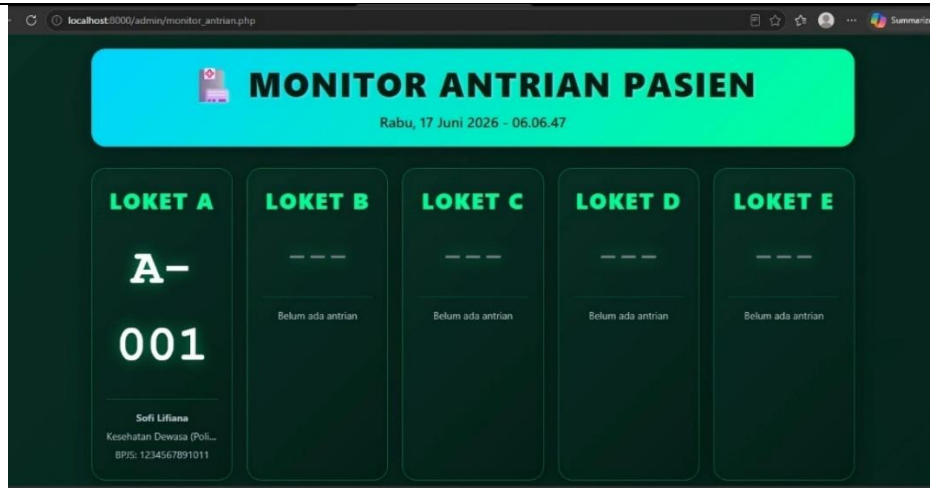 localhost:8000/admin/monitor_antrian.php
Summarize
MONITOR ANTRIAN PASIEN
Rabu, 17 Juni 2026 - 06.06.47
LOKET A
A-
001
Sofi Lifiana
Kesehatan Dewasa (Poli...
BPJS: 1234567891011
LOKET B
---
Belum ada antrian
LOKET C
---
Belum ada antrian
LOKET D
---
Belum ada antrian
LOKET E
---
Belum ada antrian